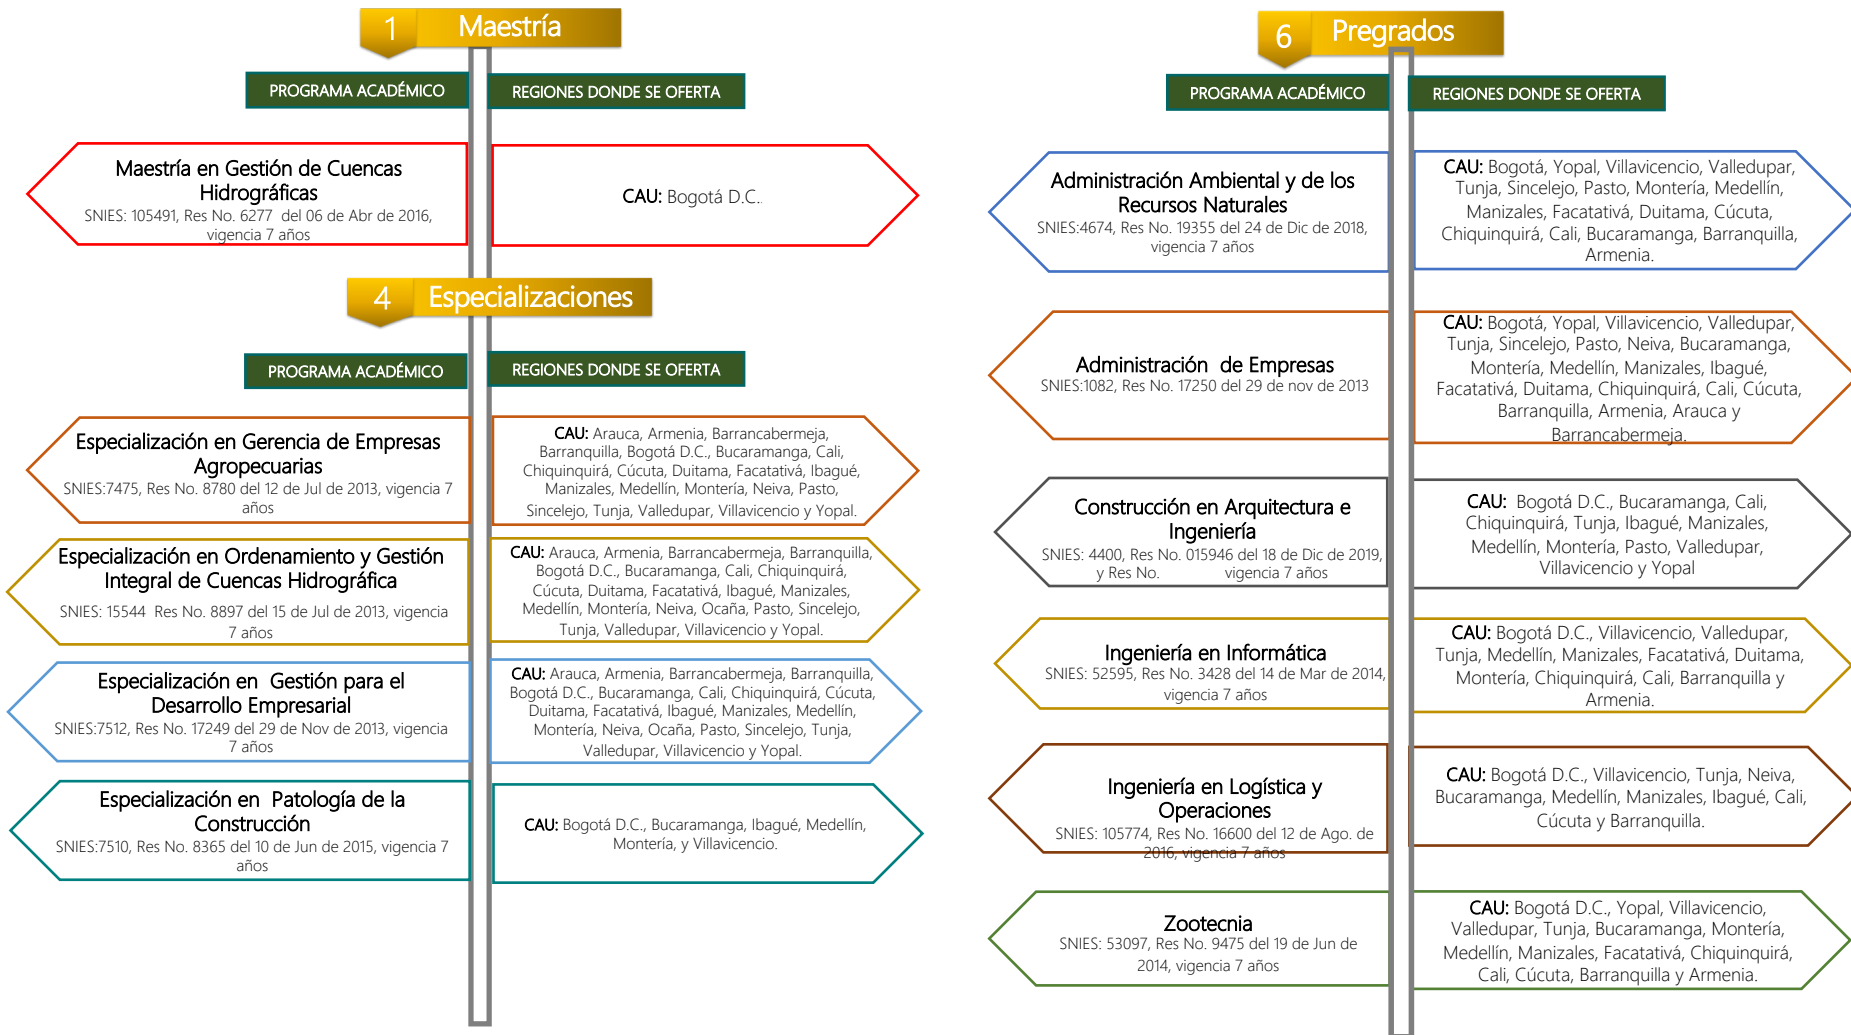 1 Maestría
PROGRAMA ACADÉMICO
REGIONES DONDE SE OFERTA
Maestría en Gestión de Cuencas
Hidrográficas
SNIES: 105491, Res No. 6277 del 06 de Abr de 2016,
vigencia 7 años
CAU: Bogotá D.C..
4 Especializaciones
PROGRAMA ACADÉMICO
REGIONES DONDE SE OFERTA
Especialización en Gerencia de Empresas
Agropecuarias
SNIES:7475, Res No. 8780 del 12 de Jul de 2013, vigencia 7
años
CAU: Arauca, Armenia, Barrancabermeja,
Barranquilla, Bogotá D.C., Bucaramanga, Cali,
Chiquinquirá, Cúcuta, Duitama, Facatativá, Ibagué,
Manizales, Medellín, Montería, Neiva, Pasto,
Sincelejo, Tunja, Valledupar, Villavicencio y Yopal.
Especialización en Ordenamiento y Gestión
Integral de Cuencas Hidrográfica
SNIES: 15544 Res No. 8897 del 15 de Jul de 2013, vigencia
7 años
CAU: Arauca, Armenia, Barrancabermeja, Barranquilla,
Bogotá D.C., Bucaramanga, Cali, Chiquinquirá,
Cúcuta, Duitama, Facatativá, Ibagué, Manizales,
Medellín, Montería, Neiva, Ocaña, Pasto, Sincelejo,
Tunja, Valledupar, Villavicencio y Yopal.
Especialización en Gestión para el
Desarrollo Empresarial
SNIES:7512, Res No. 17249 del 29 de Nov de 2013, vigencia
7 años
CAU: Arauca, Armenia, Barrancabermeja, Barranquilla,
Bogotá D.C., Bucaramanga, Cali, Chiquinquirá, Cúcuta,
Duitama, Facatativá, Ibagué, Manizales, Medellín,
Montería, Neiva, Ocaña, Pasto, Sincelejo, Tunja,
Valledupar, Villavicencio y Yopal.
Especialización en Patología de la
Construcción
SNIES:7510, Res No. 8365 del 10 de Jun de 2015, vigencia 7
años
CAU: Bogotá D.C., Bucaramanga, Ibagué, Medellín,
Montería, y Villavicencio.
6 Pregrados
PROGRAMA ACADÉMICO
REGIONES DONDE SE OFERTA
Administración Ambiental y de los
Recursos Naturales
SNIES:4674, Res No. 19355 del 24 de Dic de 2018,
vigencia 7 años
CAU: Bogotá, Yopal, Villavicencio, Valledupar,
Tunja, Sincelejo, Pasto, Montería, Medellín,
Manizales, Facatativá, Duitama, Cúcuta,
Chiquinquirá, Cali, Bucaramanga, Barranquilla,
Armenia.
Administración de Empresas
SNIES:1082, Res No. 17250 del 29 de nov de 2013
CAU: Bogotá, Yopal, Villavicencio, Valledupar,
Tunja, Sincelejo, Pasto, Neiva, Bucaramanga,
Montería, Medellín, Manizales, Ibagué,
Facatativá, Duitama, Chiquinquirá, Cali, Cúcuta,
Barranquilla, Armenia, Arauca y
Barrancabermeja.
Construcción en Arquitectura e
Ingeniería
SNIES: 4400, Res No. 015946 del 18 de Dic de 2019,
y Res No. vigencia 7 años
CAU: Bogotá D.C., Bucaramanga, Cali,
Chiquinquirá, Tunja, Ibagué, Manizales,
Medellín, Montería, Pasto, Valledupar,
Villavicencio y Yopal
Ingeniería en Informática
SNIES: 52595, Res No. 3428 del 14 de Mar de 2014,
vigencia 7 años
CAU: Bogotá D.C., Villavicencio, Valledupar,
Tunja, Medellín, Manizales, Facatativá, Duitama,
Montería, Chiquinquirá, Cali, Barranquilla y
Armenia.
Ingeniería en Logística y
Operaciones
SNIES: 105774, Res No. 16600 del 12 de Ago. de
2016, vigencia 7 años
CAU: Bogotá D.C., Villavicencio, Tunja, Neiva,
Bucaramanga, Medellín, Manizales, Ibagué, Cali,
Cúcuta y Barranquilla.
Zootecnia
SNIES: 53097, Res No. 9475 del 19 de Jun de
2014, vigencia 7 años
CAU: Bogotá D.C., Yopal, Villavicencio,
Valledupar, Tunja, Bucaramanga, Montería,
Medellín, Manizales, Facatativá, Chiquinquirá,
Cali, Cúcuta, Barranquilla y Armenia.